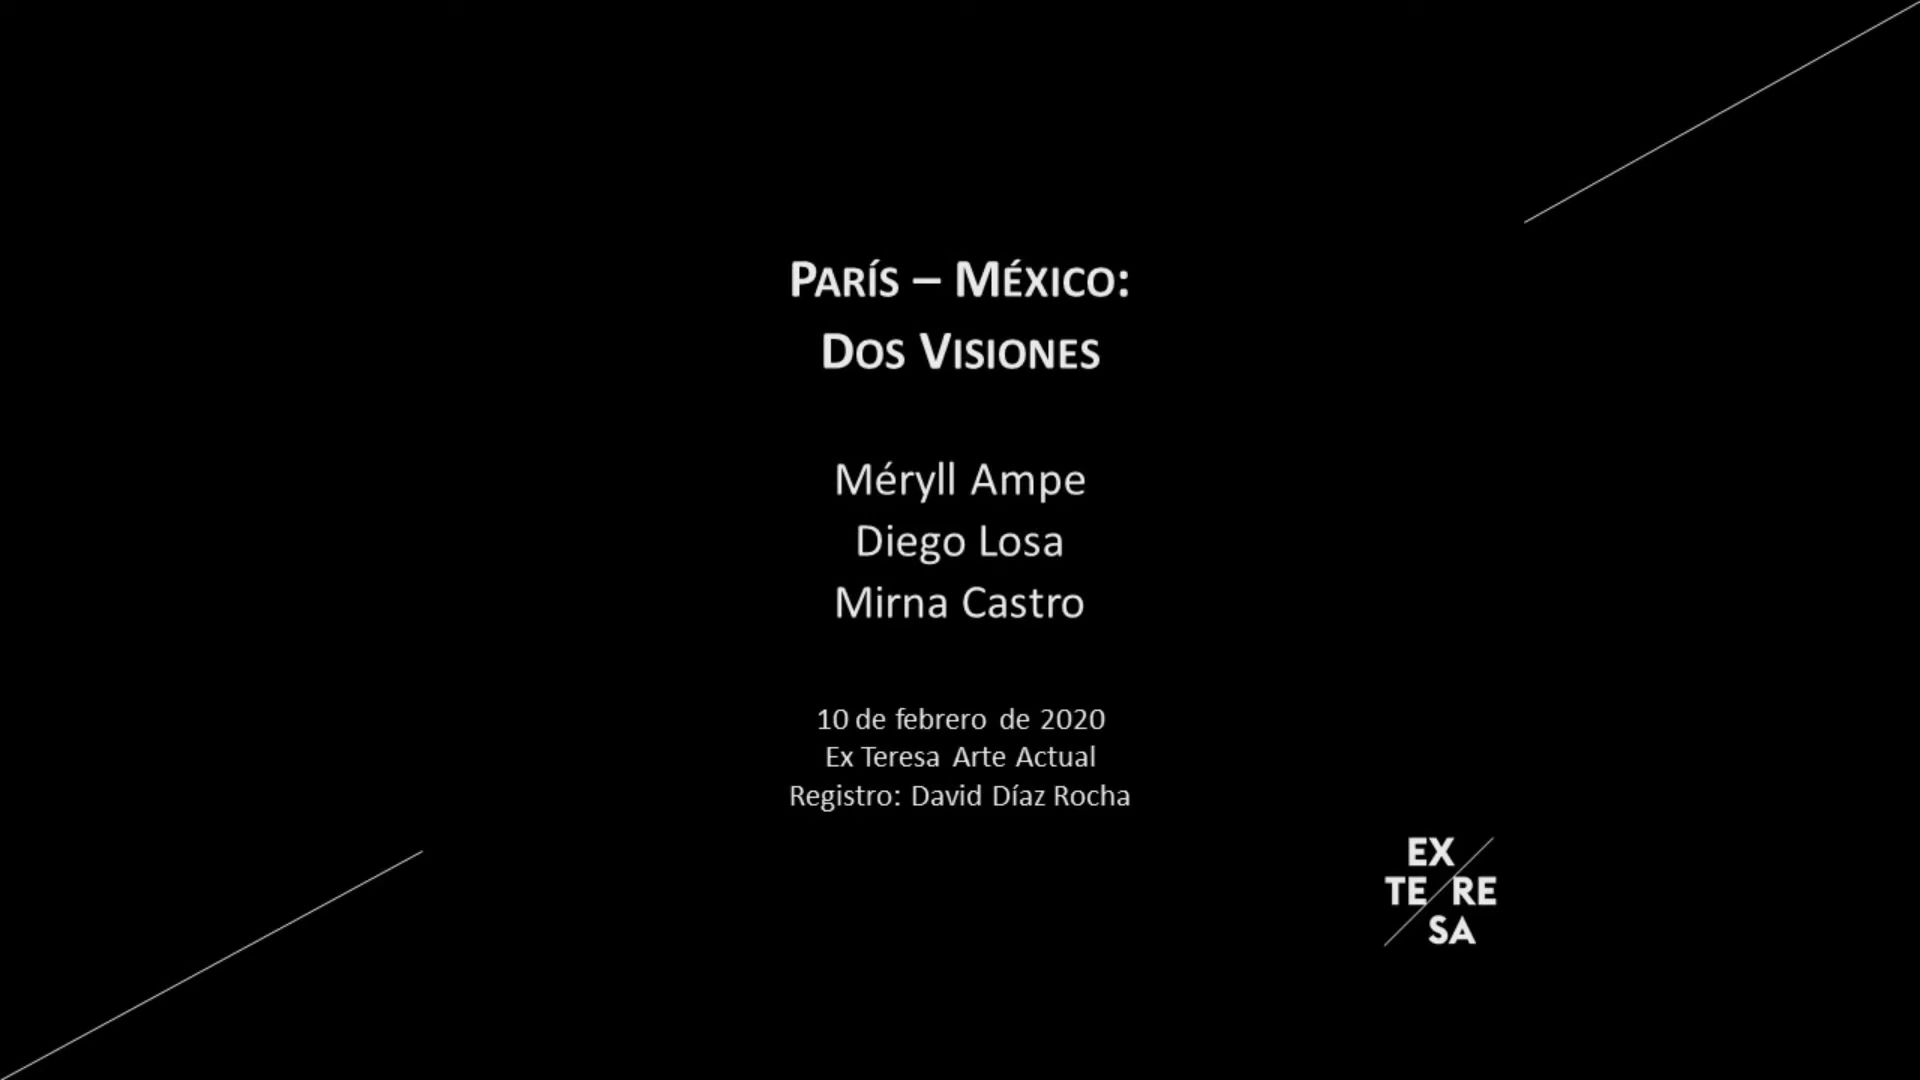 PARÍS – MÉXICO:
DOS VISIONES
Méryll Ampe
Diego Losa
Mirna Castro
10 de febrero de 2020
Ex Teresa Arte Actual
Registro: David Díaz Rocha
EX
TE RE
SA